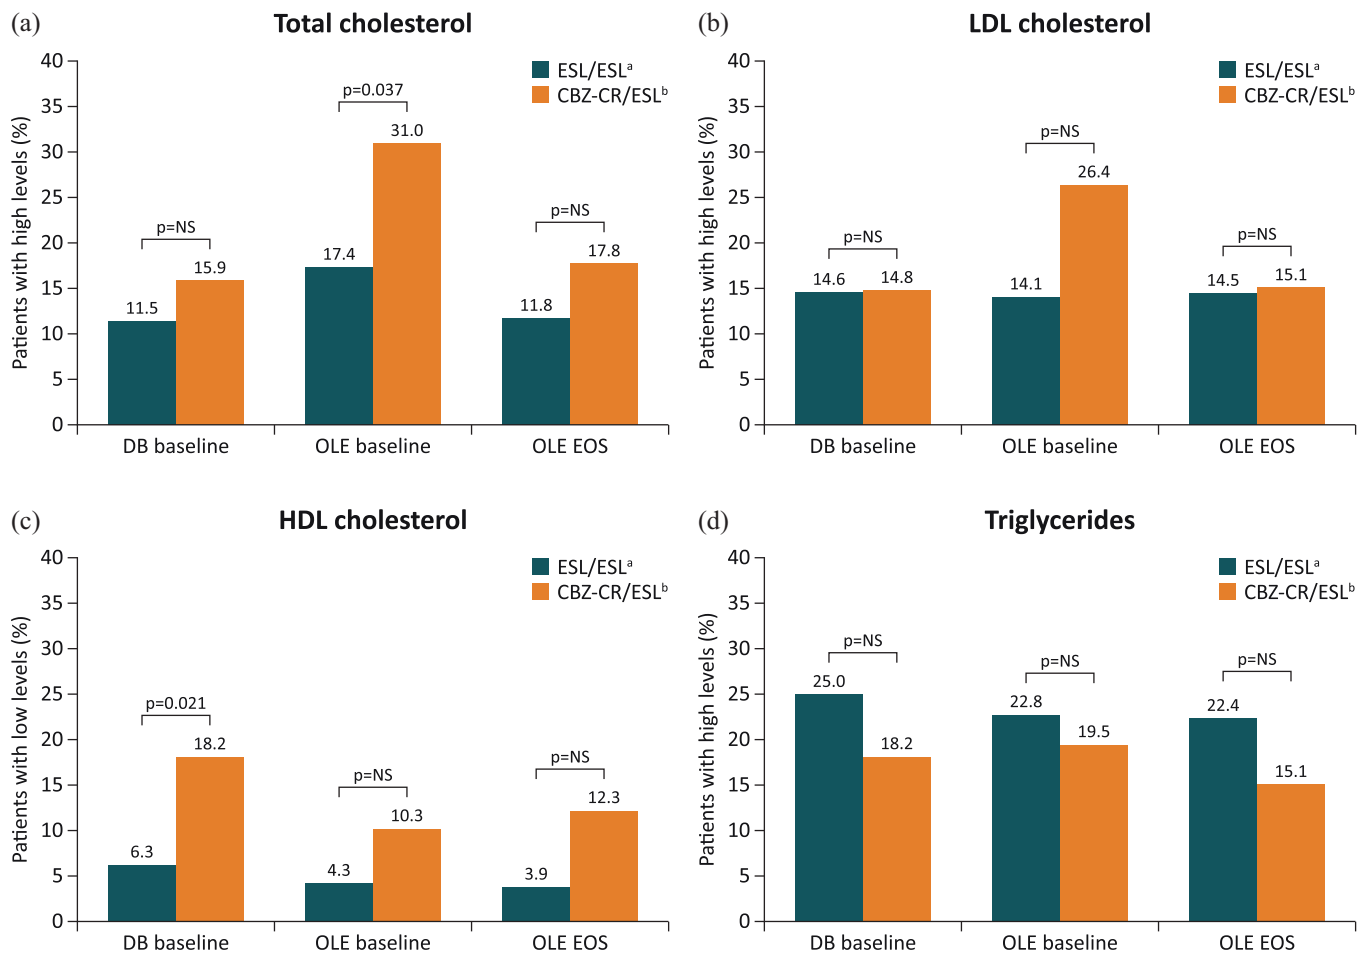 (a)
Total cholesterol
Patients with high levels (%)
40
35
30
25
20
15
10
5
0
ESL/ESLᵃ
CBZ-CR/ESLᵇ
p=NS
11.5
15.9
p=0.037
17.4
31.0
p=NS
11.8
17.8
DB baseline
OLE baseline
OLE EOS
(b)
LDL cholesterol
Patients with high levels (%)
40
35
30
25
20
15
10
5
0
ESL/ESLᵃ
CBZ-CR/ESLᵇ
p=NS
14.6
14.8
p=NS
14.1
26.4
p=NS
14.5
15.1
DB baseline
OLE baseline
OLE EOS
(c)
HDL cholesterol
Patients with low levels (%)
40
35
30
25
20
15
10
5
0
ESL/ESLᵃ
CBZ-CR/ESLᵇ
p=0.021
6.3
18.2
p=NS
4.3
10.3
p=NS
3.9
12.3
DB baseline
OLE baseline
OLE EOS
(d)
Triglycerides
Patients with high levels (%)
40
35
30
25
20
15
10
5
0
ESL/ESLᵃ
CBZ-CR/ESLᵇ
p=NS
25.0
18.2
p=NS
22.8
19.5
p=NS
22.4
15.1
DB baseline
OLE baseline
OLE EOS